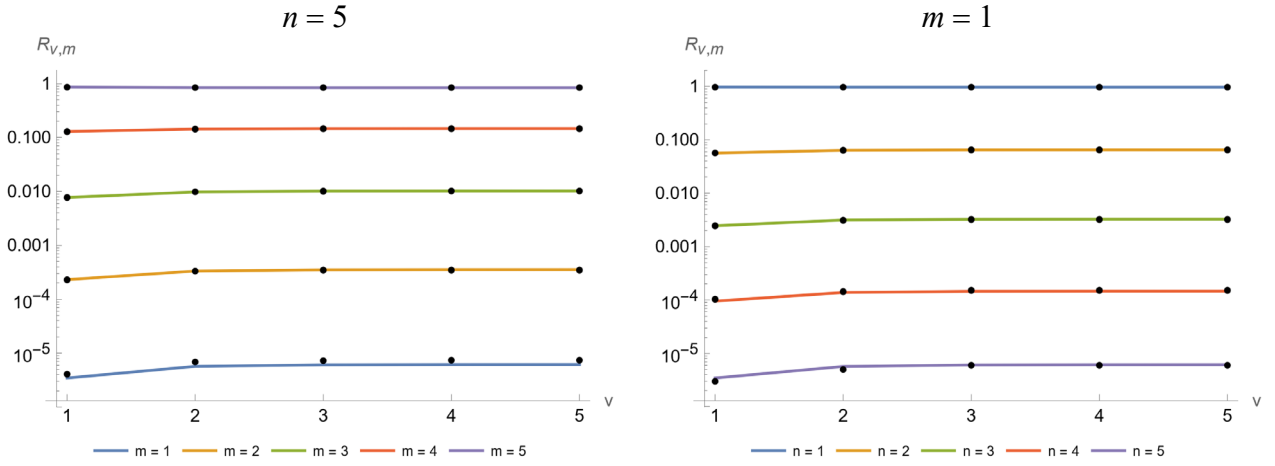 n = 5
R_{v,m}
1
0.100
0.010
0.001
10^{-4}
10^{-5}
1 2 3 4 5 v
m = 1 m = 2 m = 3 m = 4 m = 5
m = 1
R_{v,m}
1
0.100
0.010
0.001
10^{-4}
10^{-5}
1 2 3 4 5 v
n = 1 n = 2 n = 3 n = 4 n = 5